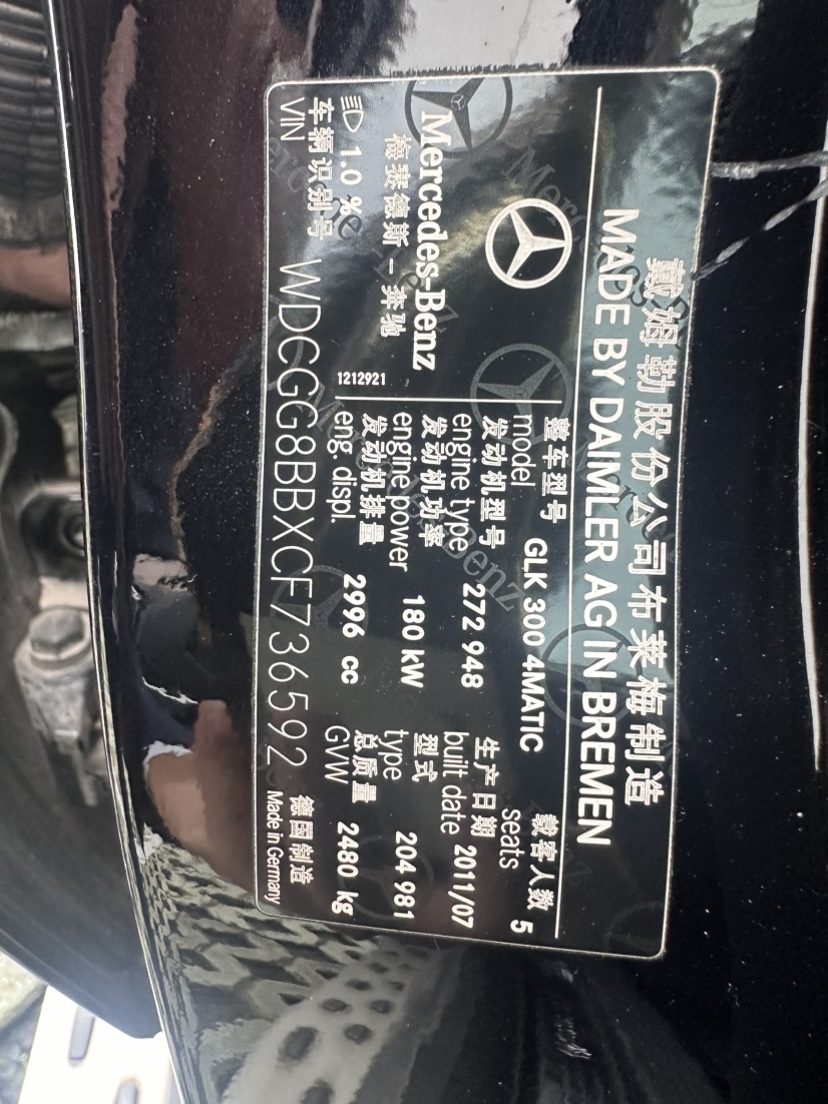 戴姆勒股份公司布莱梅制造
MADE BY DAIMLER AG IN BREMEN
Mercedes-Benz
梅赛德斯－奔驰
1.0 %
1212921
整车型号
model GLK 300 4MATIC
载客人数
seats 5
发动机型号
engine type 272 948
生产日期
built date 2011/07
发动机功率
engine power 180 kW
型式
type 204 981
发动机排量
eng. displ. 2996 cc
总质量
GVW 2480 kg
车辆识别号
VIN WDCGG8BBXCF736592
德国制造
Made in Germany